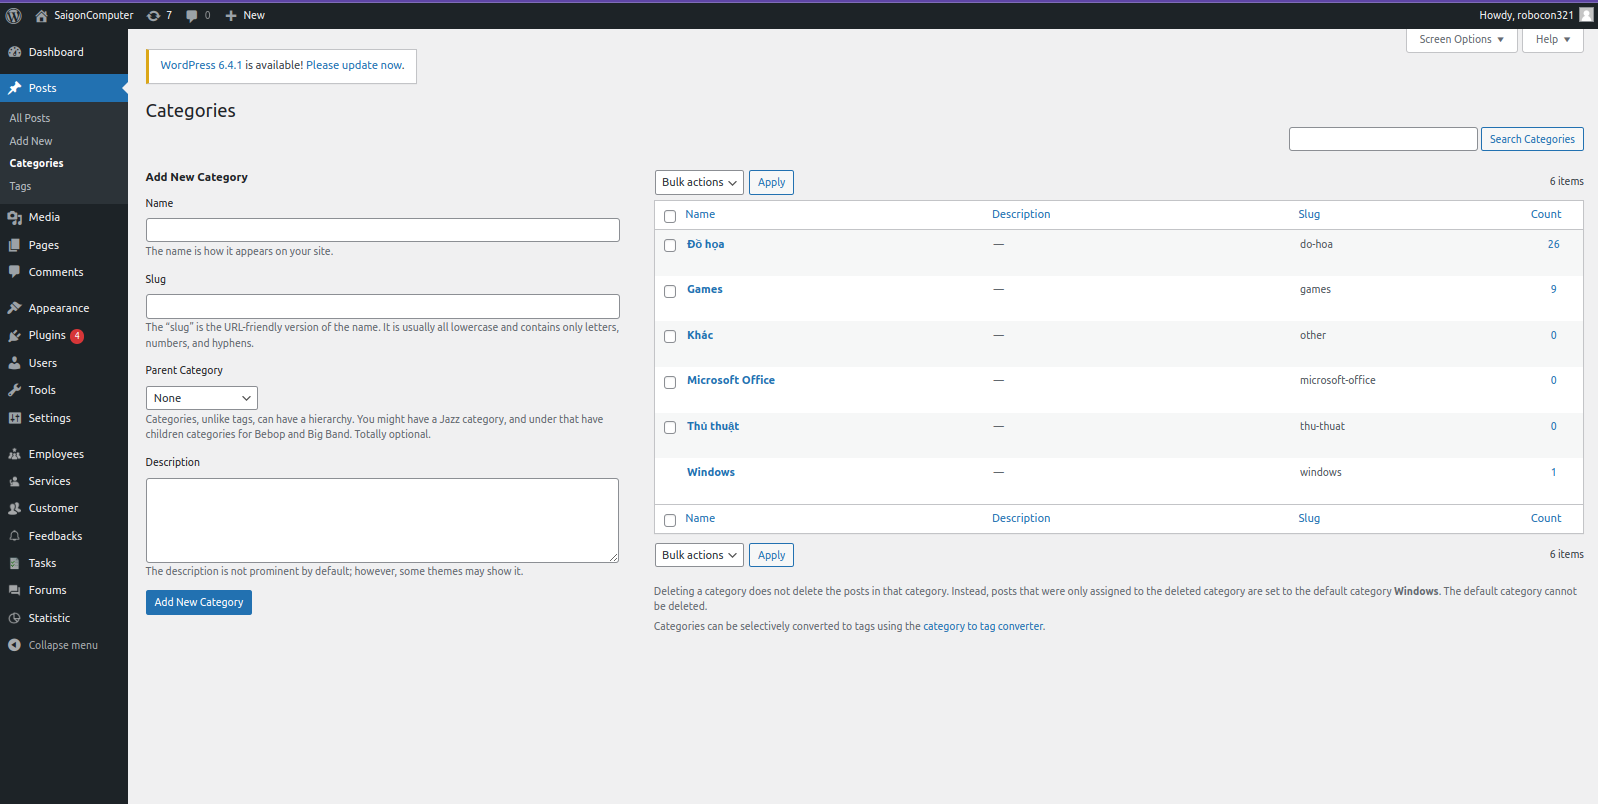 SaigonComputer 7 0 New Howdy, robocon321
Dashboard
Posts
All Posts
Add New
Categories
Tags
Media
Pages
Comments
Appearance
Plugins 4
Users
Tools
Settings
Employees
Services
Customer
Feedbacks
Tasks
Forums
Statistic
Collapse menu
Screen Options Help
WordPress 6.4.1 is available! Please update now.
Categories
Search Categories
Add New Category
Name
The name is how it appears on your site.
Slug
The “slug” is the URL-friendly version of the name. It is usually all lowercase and contains only letters,
numbers, and hyphens.
Parent Category
None
Categories, unlike tags, can have a hierarchy. You might have a Jazz category, and under that have
children categories for Bebop and Big Band. Totally optional.
Description
The description is not prominent by default; however, some themes may show it.
Add New Category
Bulk actions Apply 6 items
Name Description Slug Count
Đồ họa — do-hoa 26
Games — games 9
Khác — other 0
Microsoft Office — microsoft-office 0
Thủ thuật — thu-thuat 0
Windows — windows 1
Name Description Slug Count
Bulk actions Apply 6 items
Deleting a category does not delete the posts in that category. Instead, posts that were only assigned to the deleted category are set to the default category Windows. The default category cannot
be deleted.
Categories can be selectively converted to tags using the category to tag converter.